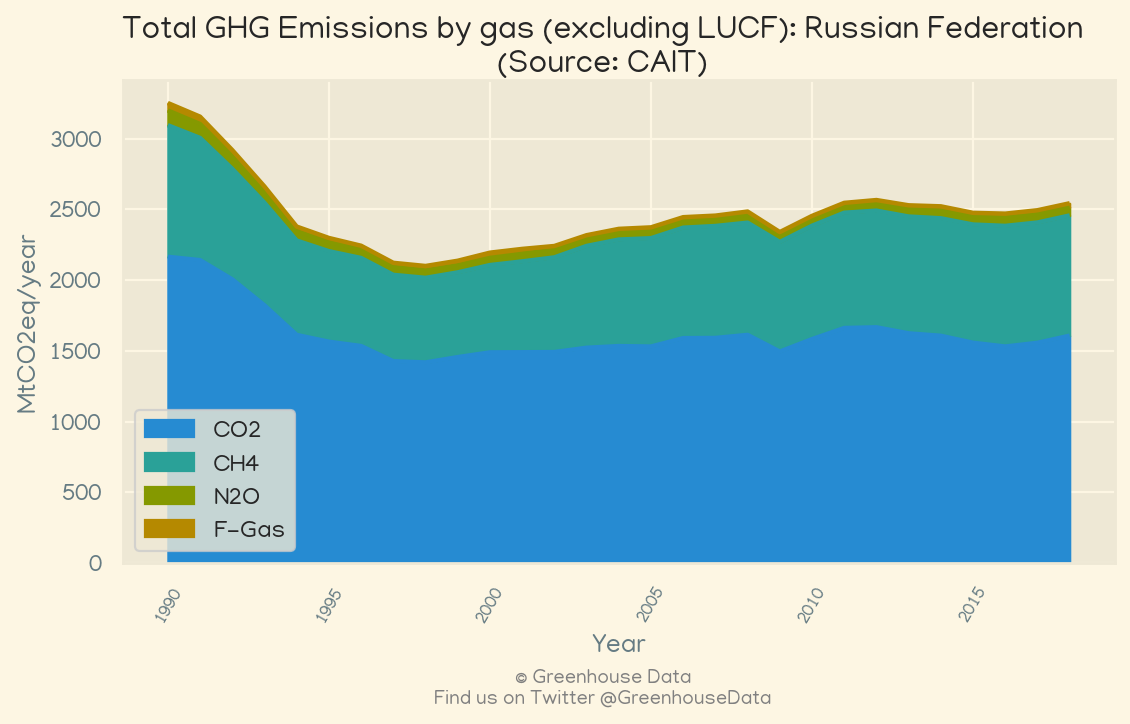 Total GHG Emissions by gas (excluding LUCF): Russian Federation
(Source: CAIT)
MtCO2eq/year
3000
2500
2000
1500
1000
500
0
CO2
CH4
N2O
F-Gas
1990
1995
2000
2005
2010
2015
Year
© Greenhouse Data
Find us on Twitter @GreenhouseData